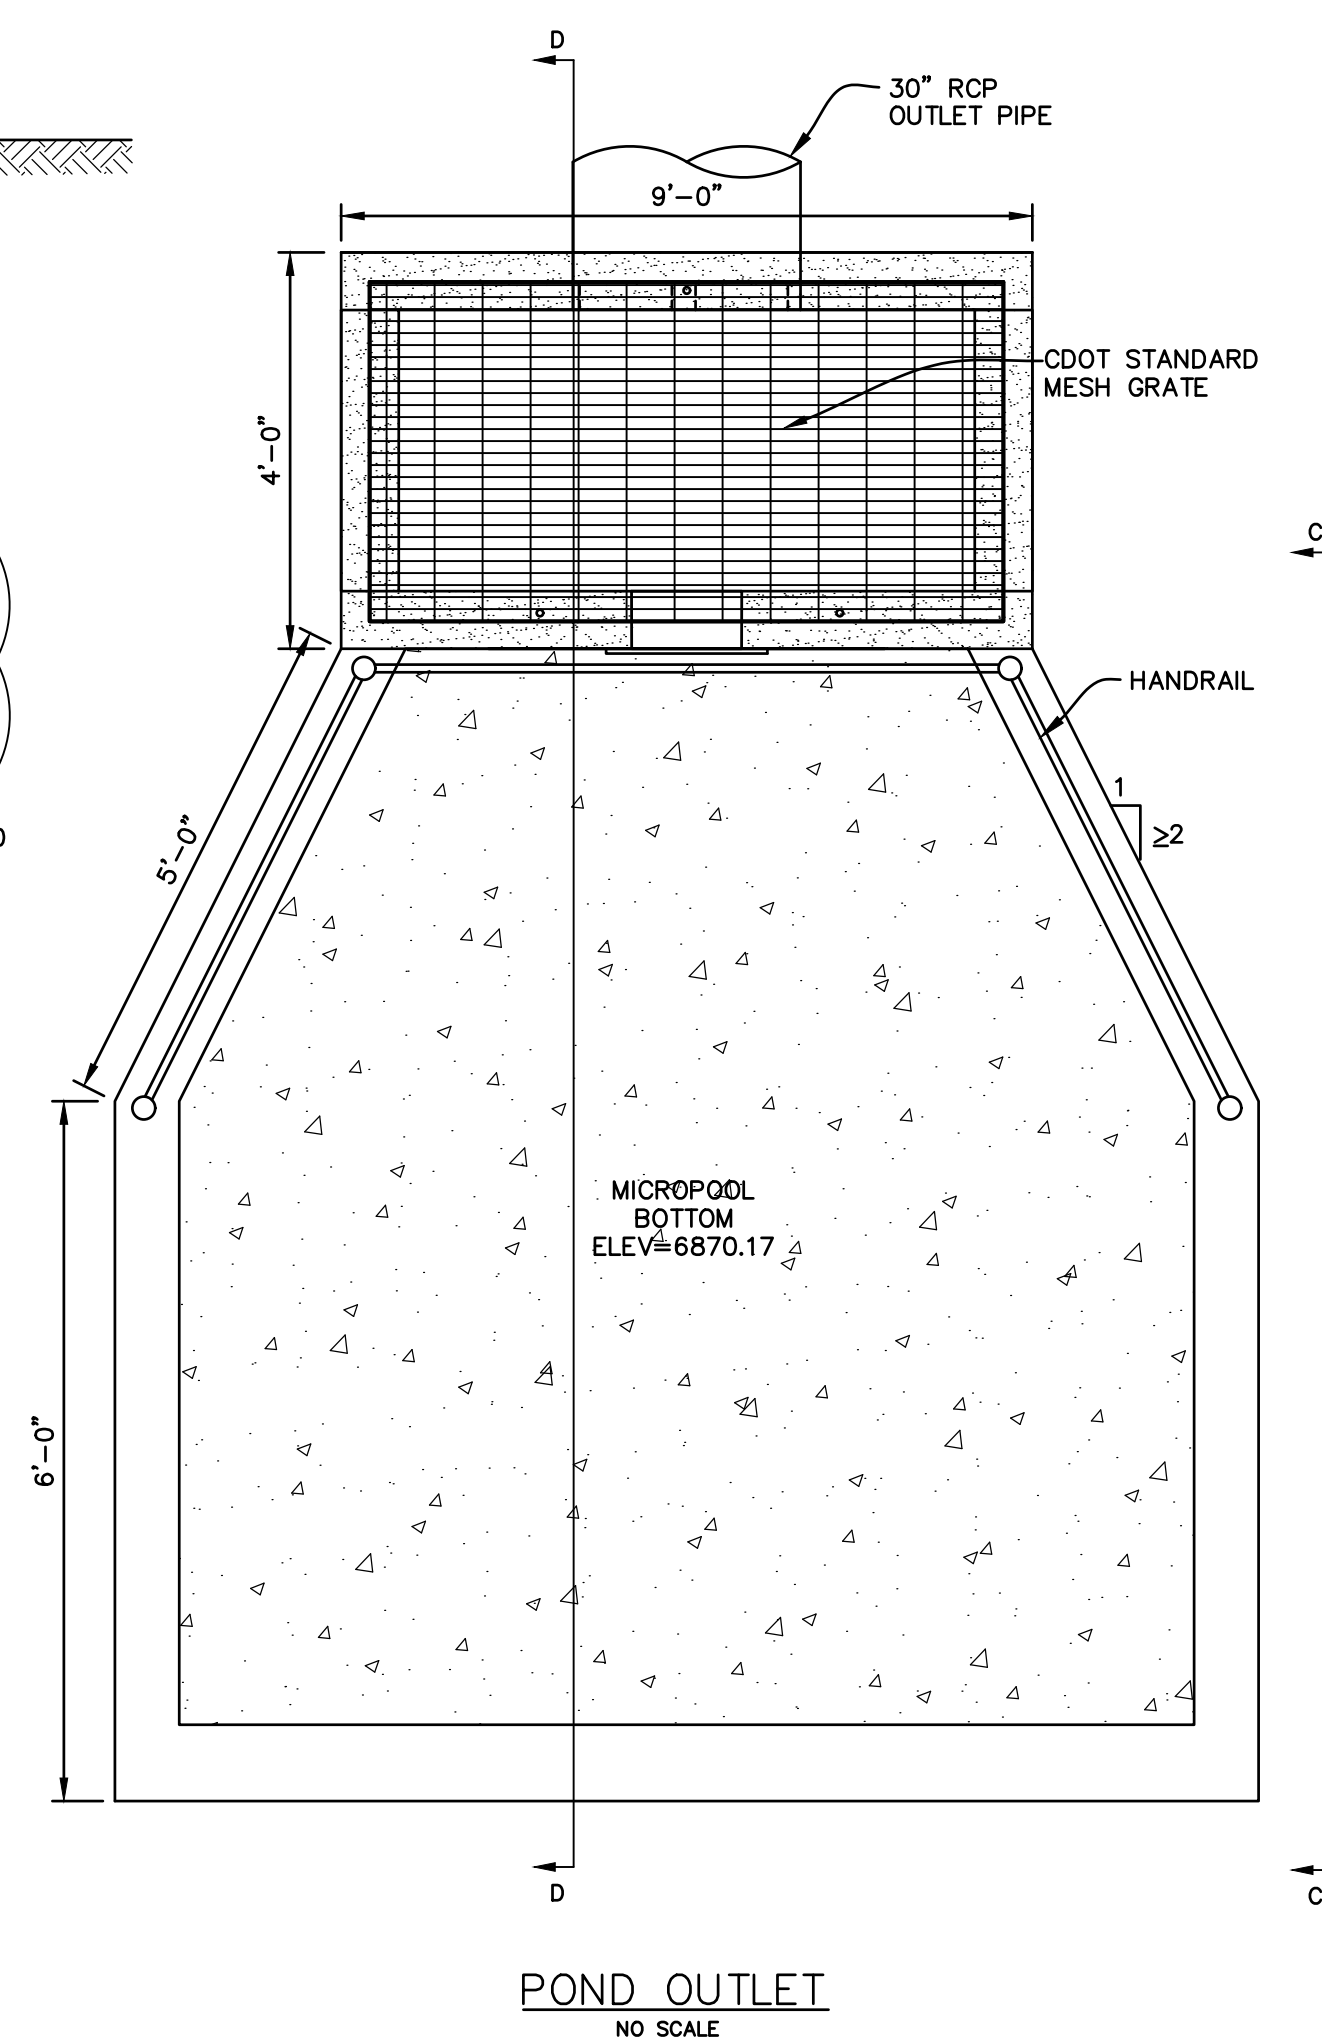 D
30" RCP
OUTLET PIPE
9'-0"
CDOT STANDARD
MESH GRATE
4'-0"
C
HANDRAIL
1
≥2
5'-0"
MICROPOOL
BOTTOM
ELEV=6870.17
6'-0"
D
C
POND OUTLET
NO SCALE